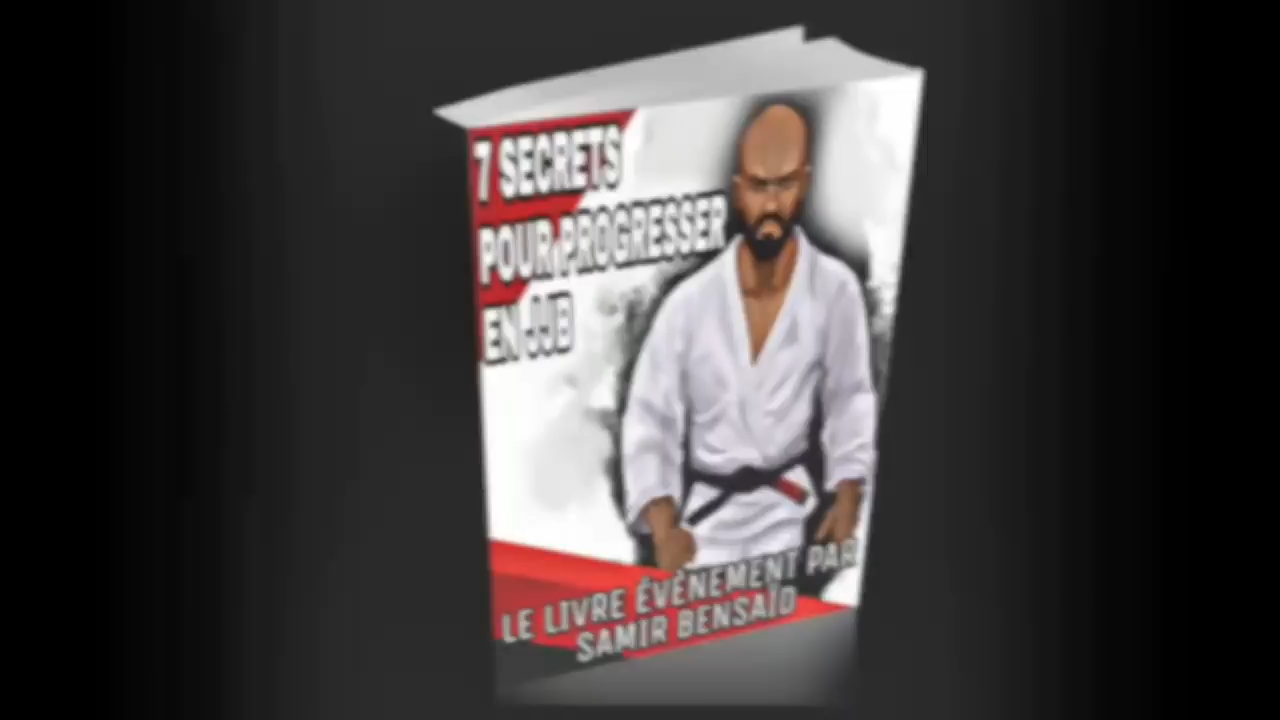 7 SECRETS
POUR PROGRESSER
EN JJB
LE LIVRE ÉVÈNEMENT PAR
SAMIR BENSAÏD